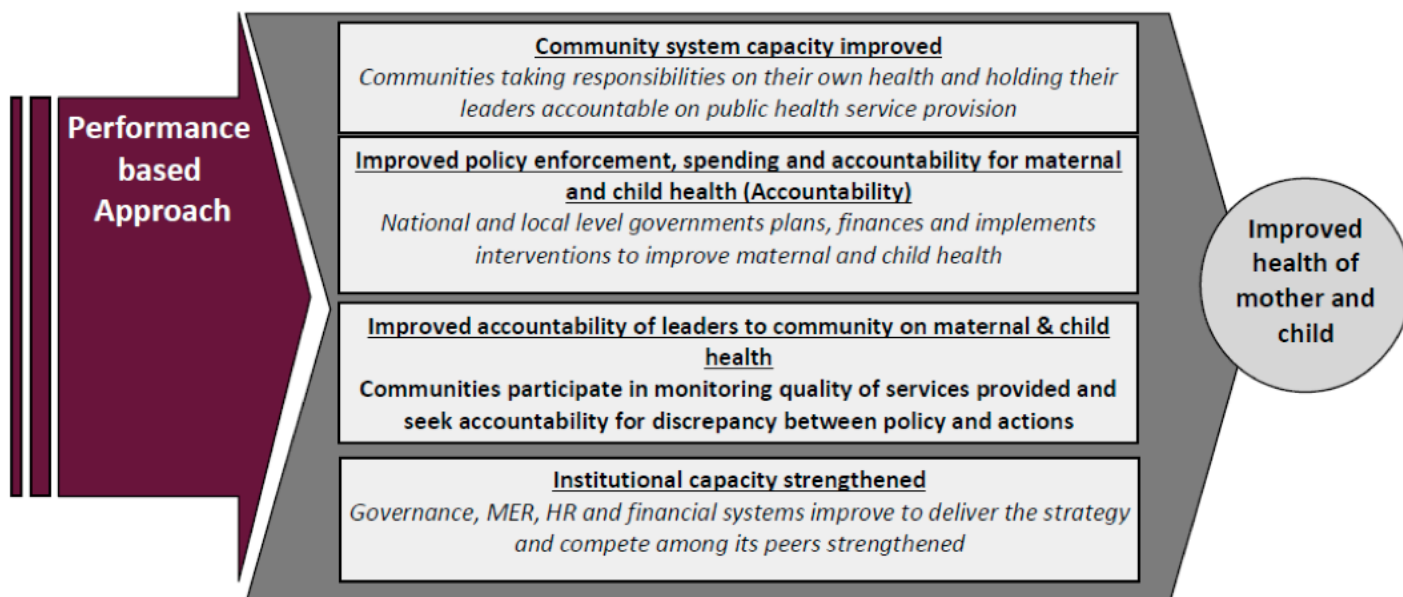 Performance
based
Approach
Community system capacity improved
Communities taking responsibilities on their own health and holding their
leaders accountable on public health service provision
Improved policy enforcement, spending and accountability for maternal
and child health (Accountability)
National and local level governments plans, finances and implements
interventions to improve maternal and child health
Improved accountability of leaders to community on maternal & child
health
Communities participate in monitoring quality of services provided and
seek accountability for discrepancy between policy and actions
Institutional capacity strengthened
Governance, MER, HR and financial systems improve to deliver the strategy
and compete among its peers strengthened
Improved
health of
mother and
child